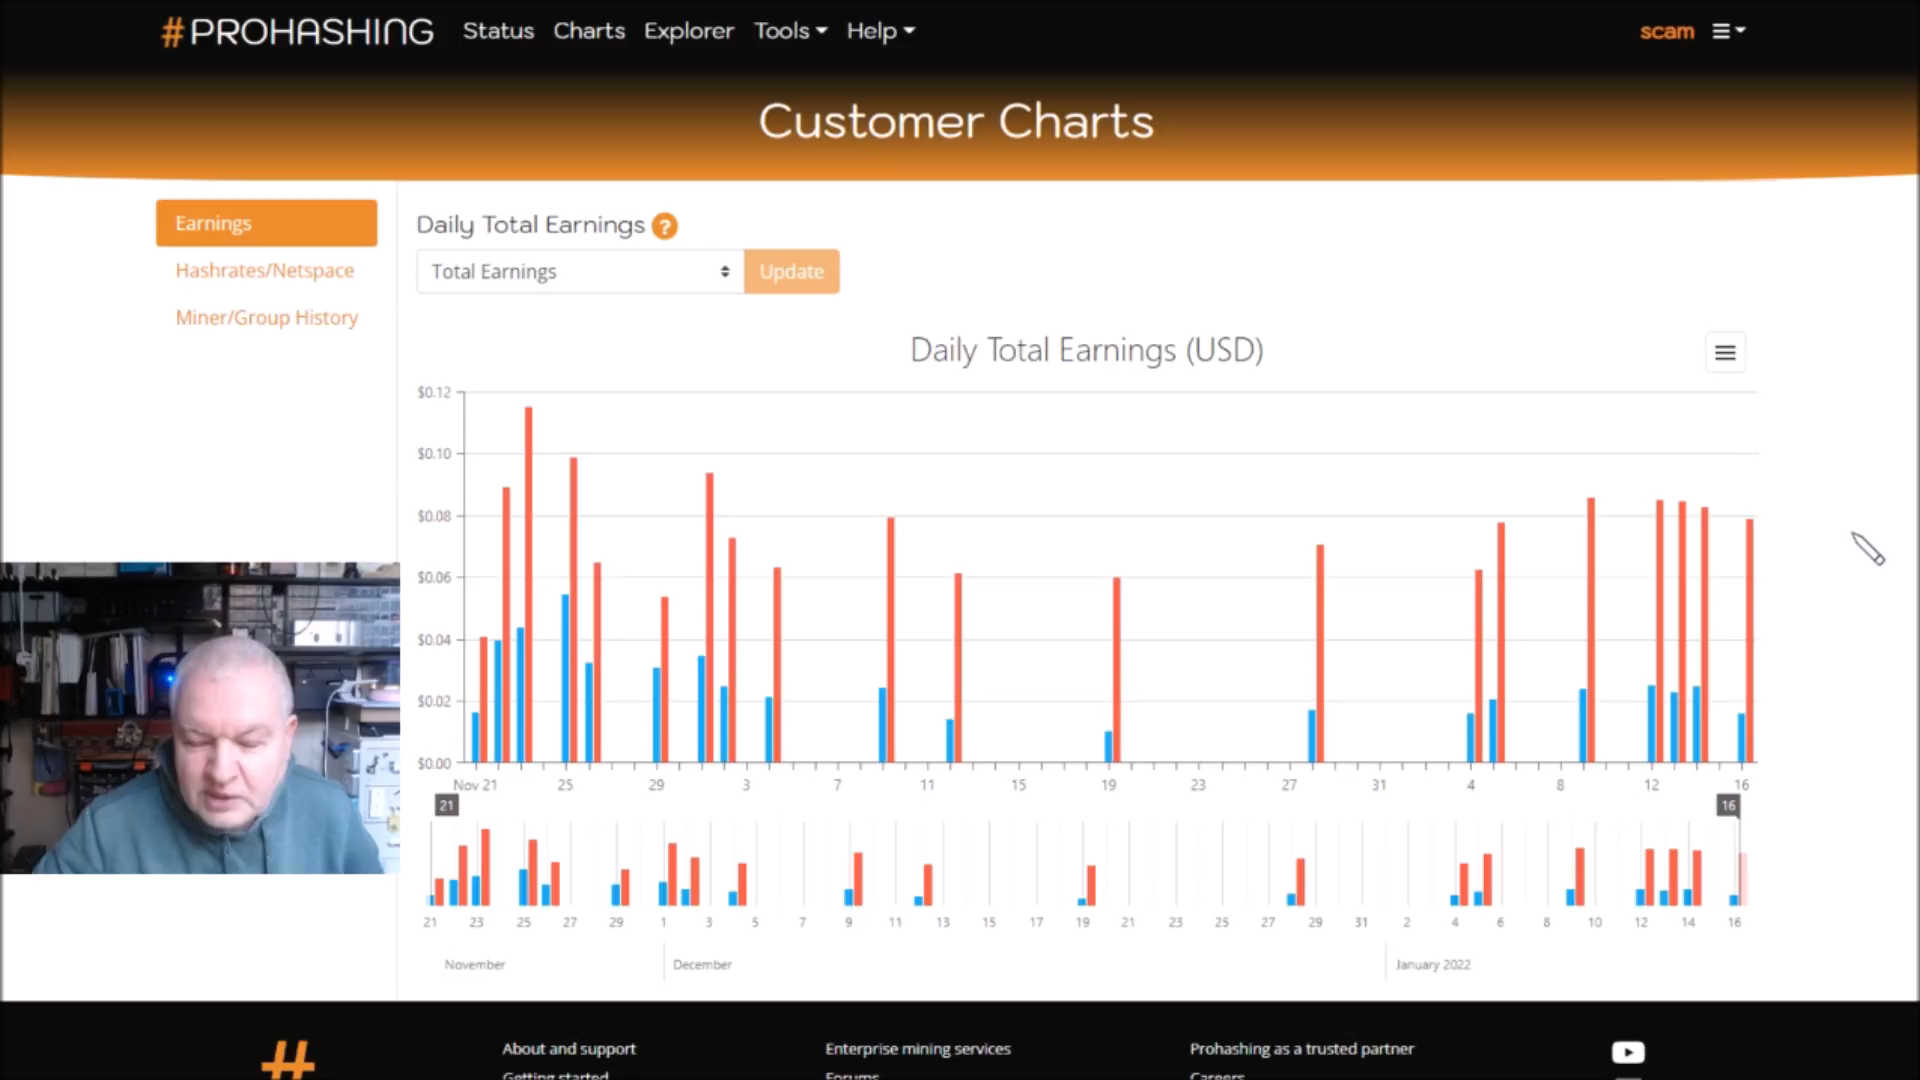 #PROHASHING Status Charts Explorer Tools Help scam
Customer Charts
Earnings
Hashrates/Netspace
Miner/Group History
Daily Total Earnings ?
Total Earnings Update
Daily Total Earnings (USD)
$0.12
$0.10
$0.08
$0.06
$0.04
$0.02
$0.00
Nov 21 25 29 3 7 11 15 19 23 27 31 4 8 12 16
21 16
21 23 25 27 29 1 3 5 7 9 11 13 15 17 19 21 23 25 27 29 31 2 4 6 8 10 12 14 16
November December January 2022
# About and support Enterprise mining services Prohashing as a trusted partner
Getting started Forums Careers